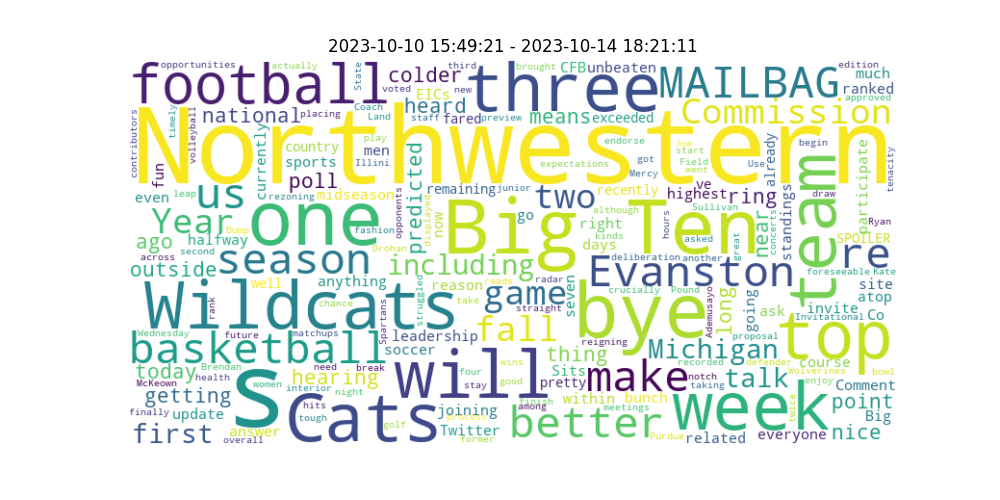 2023-10-10 15:49:21 - 2023-10-14 18:21:11
opportunities actually third brought CFB unbeaten edition
football State voted colder EICs new three MAILBAG much ranked
contributors timely volleyball national Coach Land placing heard staff fared preview means exceeded Commission approved
Northwestern
fun currently country sports men play Illini predicted expectations endorse got Mercy Field Joe start went Use already begin participate tenacity
poll even leap rezoning midseason remaining junior recently highest ve ring draw team
us fashion opponents displayed now two although Sullivan standings Ryan
Year Bump one Drohan Big Ten go right kinds hours asked great near concerts SPOILER
ago halfway second across season including days deliberation another re
outside well anything reason reads radar seven Evanston foreseeable Kate
Wildcats rank chance Spartans struggled take game straight crucially Pound Ademusayo long going site atop
Wednesday future matchups leadership fall reigning bye proposal ask invite Invitational Co
basketball Brendan soccer thing Michigan recorded defender Wolverines top
today McKeown health women hearing interior need break night four stay wins good Sits pretty within bunch make notch taking talk course enjoy bowl
getting s will Comment
finally update hits tough Cats golf joining process finish among meetings week twice point
first answer overall Twitter former better Purdue related everyone nice Big